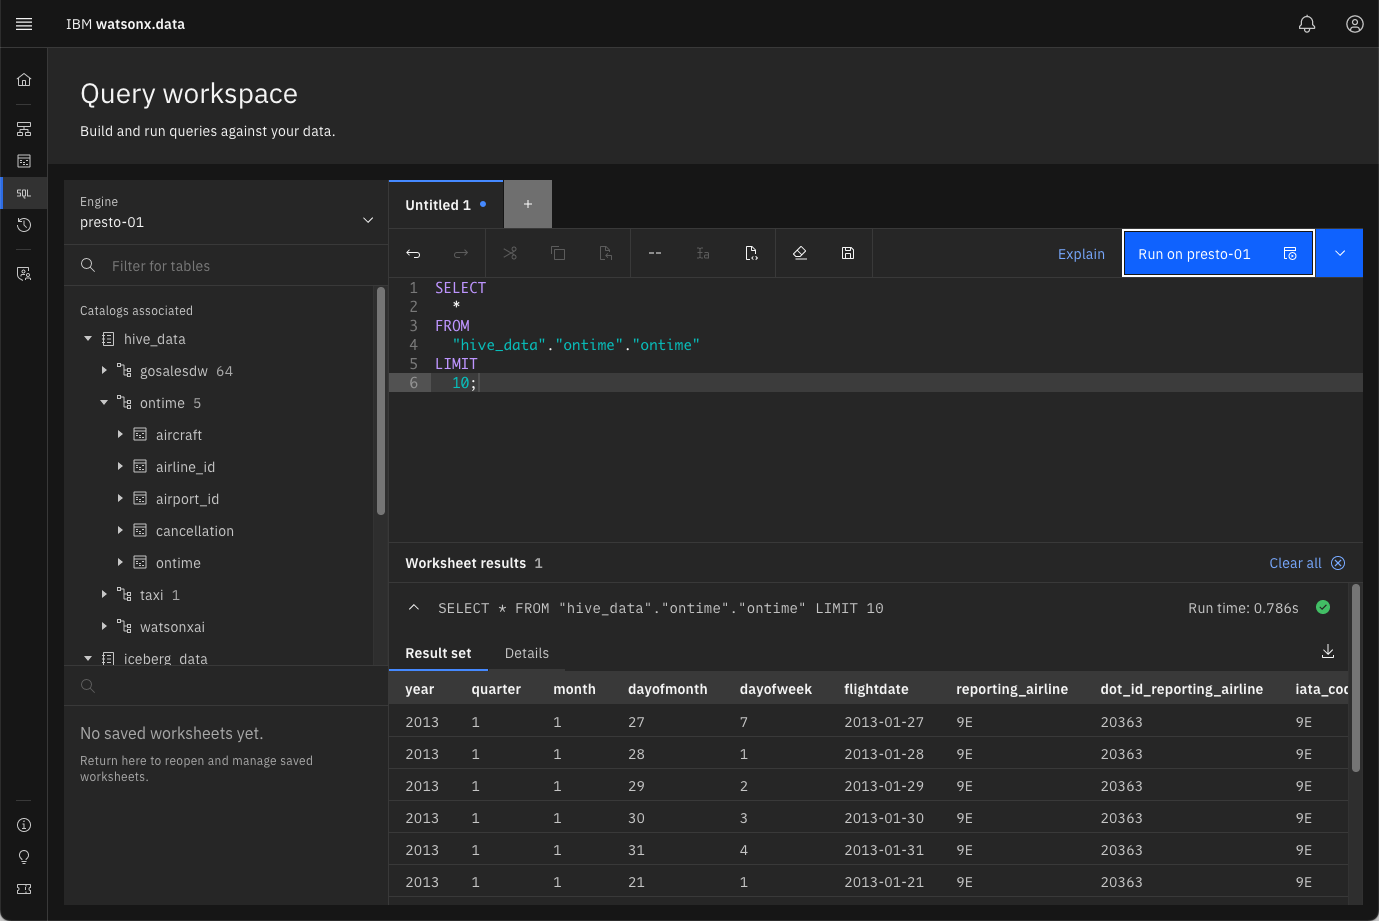 IBM watsonx.data
Query workspace
Build and run queries against your data.
SQL
Engine
presto-01
Filter for tables
Catalogs associated
hive_data
gosalesdw 64
ontime 5
aircraft
airline_id
airport_id
cancellation
ontime
taxi 1
watsonxai
iceberg_data
No saved worksheets yet.
Return here to reopen and manage saved
worksheets.
Untitled 1
+
Explain
Run on presto-01
1 SELECT
2 *
3 FROM
4 "hive_data"."ontime"."ontime"
5 LIMIT
6 10;
Worksheet results 1
Clear all
SELECT * FROM "hive_data"."ontime"."ontime" LIMIT 10
Run time: 0.786s
Result set Details
year quarter month dayofmonth dayofweek flightdate reporting_airline dot_id_reporting_airline iata_cod
2013 1 1 27 7 2013-01-27 9E 20363 9E
2013 1 1 28 1 2013-01-28 9E 20363 9E
2013 1 1 29 2 2013-01-29 9E 20363 9E
2013 1 1 30 3 2013-01-30 9E 20363 9E
2013 1 1 31 4 2013-01-31 9E 20363 9E
2013 1 1 21 1 2013-01-21 9E 20363 9E